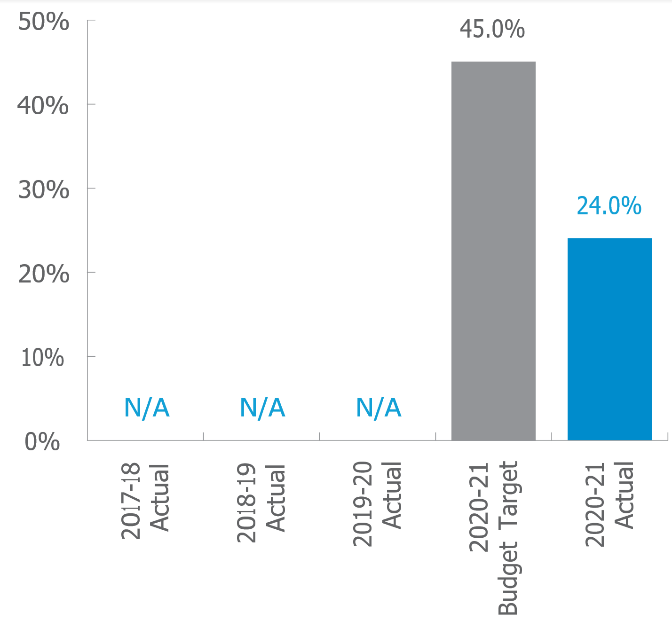 50%
45.0%
40%
30%
24.0%
20%
10%
N/A
N/A
N/A
0%
2017-18
Actual
2018-19
Actual
2019-20
Actual
2020-21
Budget Target
2020-21
Actual